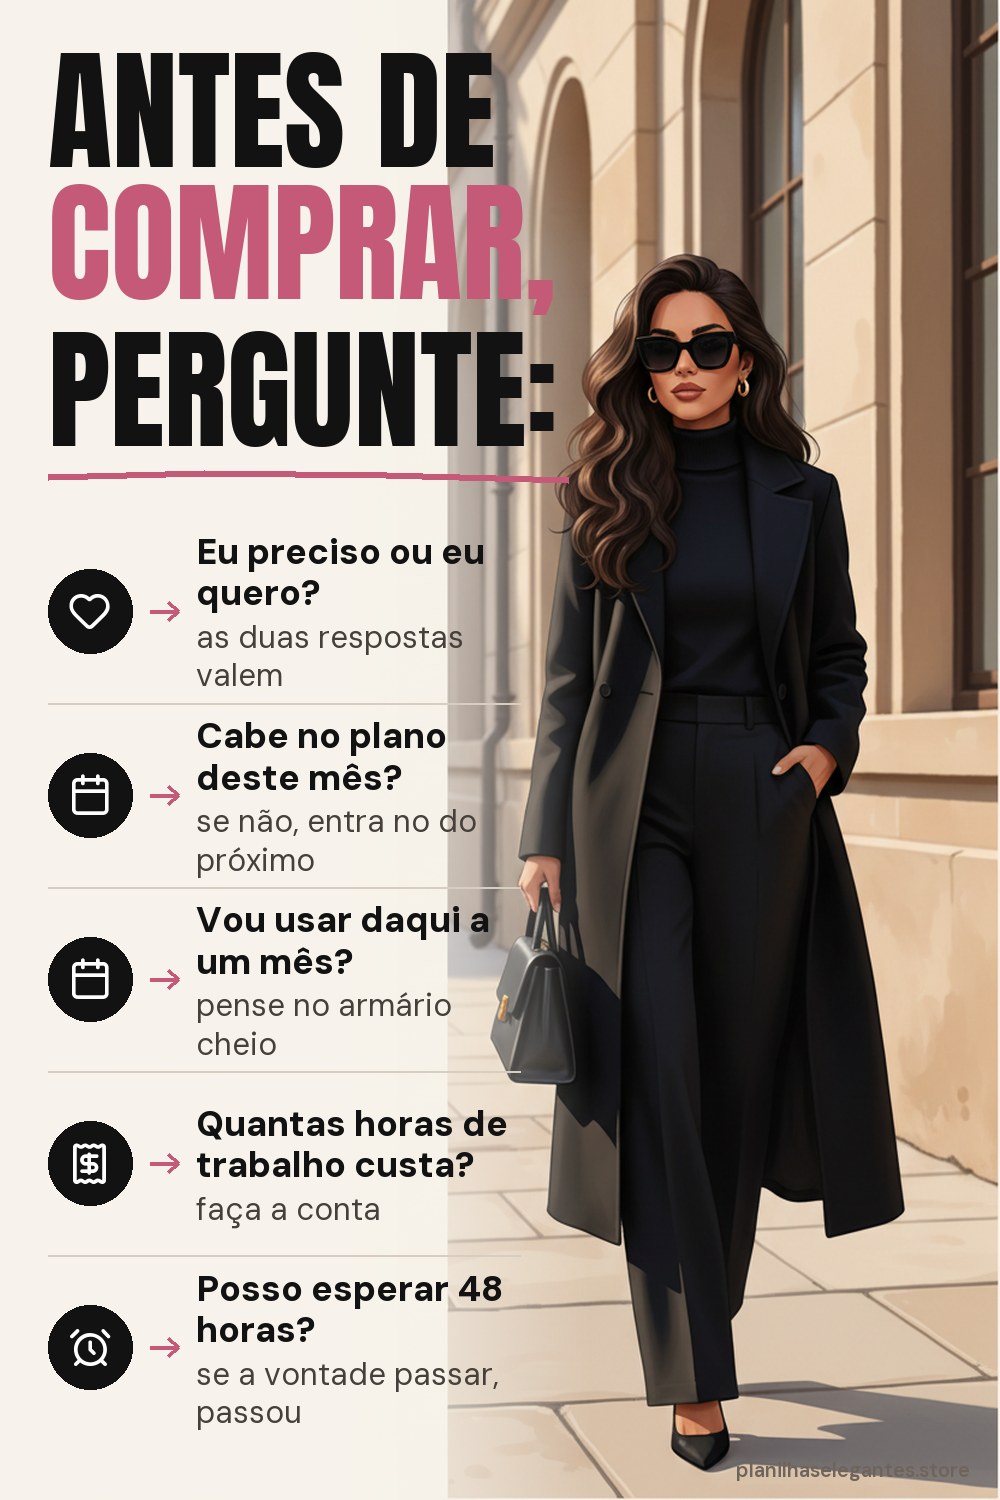 ANTES DE
COMPRAR,
PERGUNTE:
Eu preciso ou eu
quero?
as duas respostas
valem
Cabe no plano
deste mês?
se não, entra no do
próximo
Vou usar daqui a
um mês?
pense no armário
cheio
Quantas horas de
trabalho custa?
faça a conta
Posso esperar 48
horas?
se a vontade passar,
passou
planilhaselegantes.store